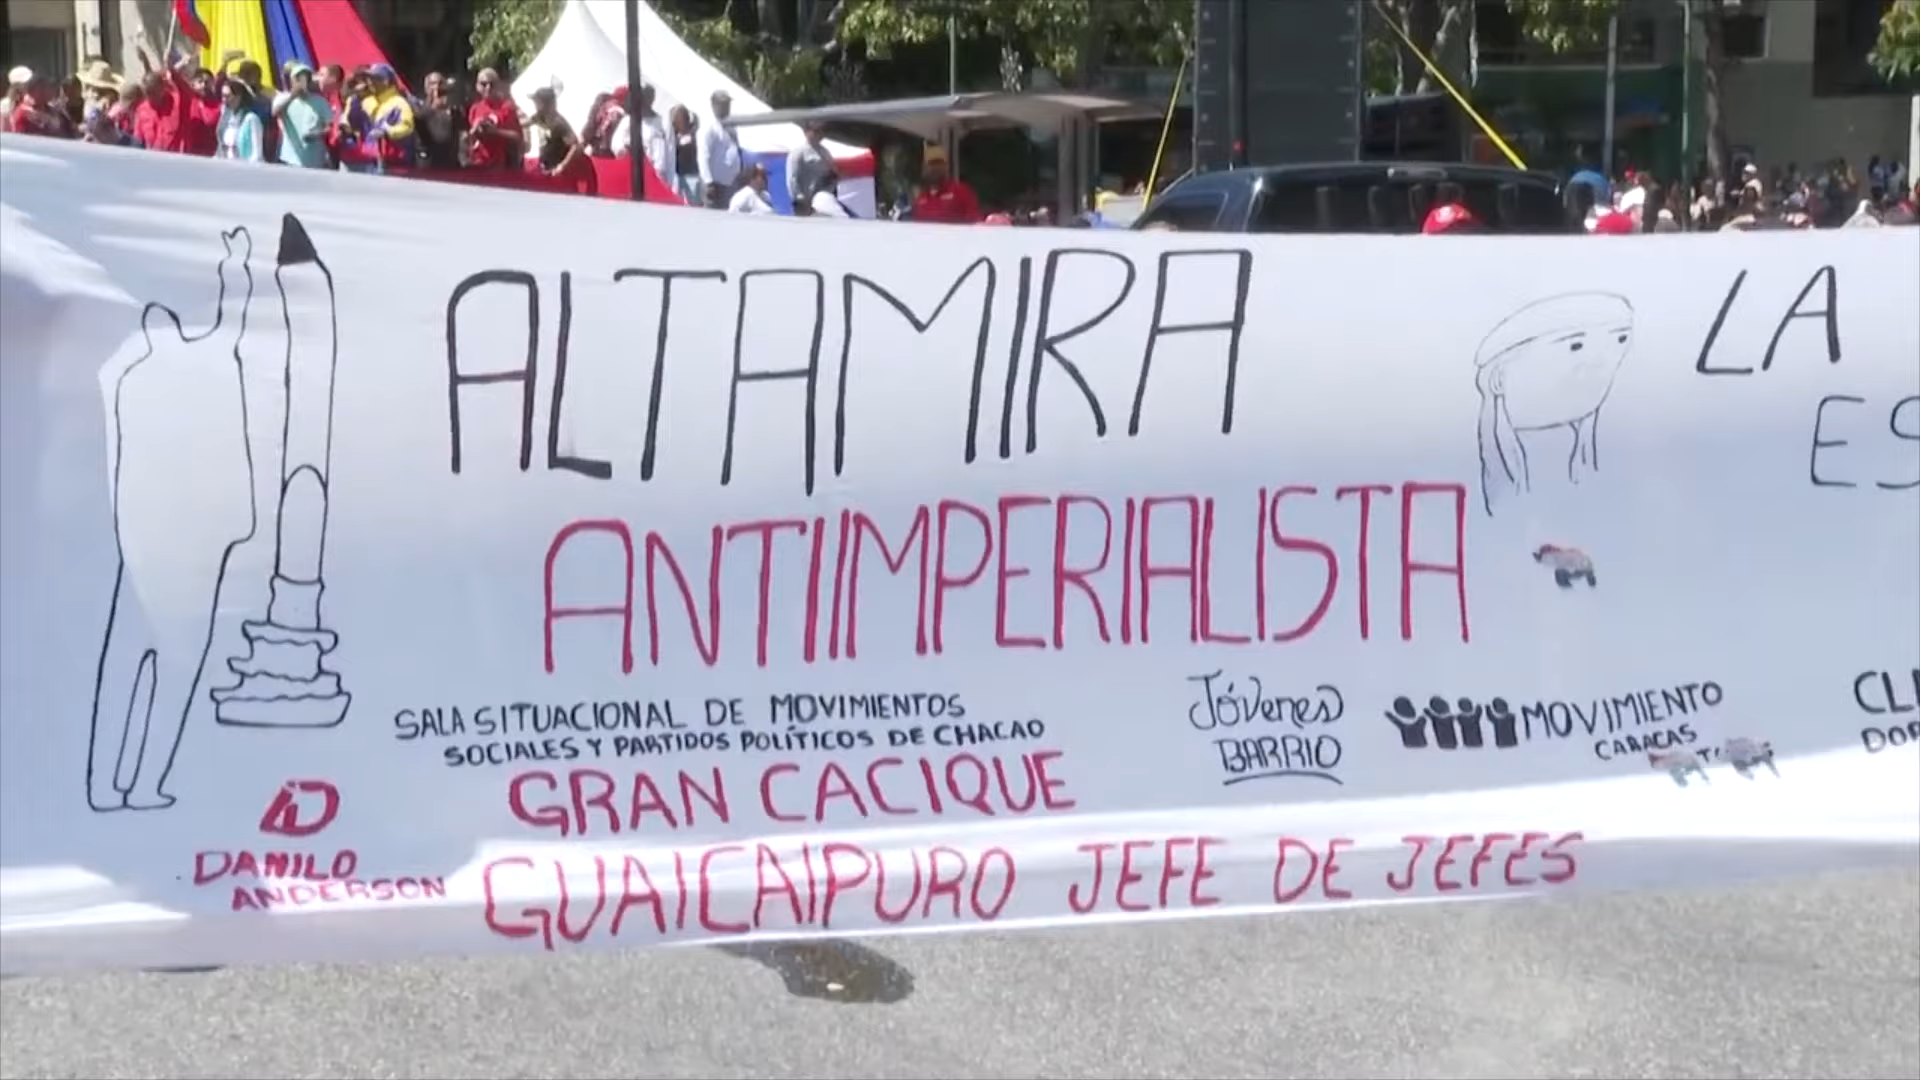 ALTAMIRA
ANTIIMPERIALISTA
LA
SALA SITUACIONAL DE MOVIMIENTOS
SOCIALES Y PARTIDOS POLÍTICOS DE CHACAO
GRAN CACIQUE
GUAICAIPURO JEFE DE JEFES
DANILO
ANDERSON
Jóvenes
BARRIO
MOVIMIENTO
CARACAS